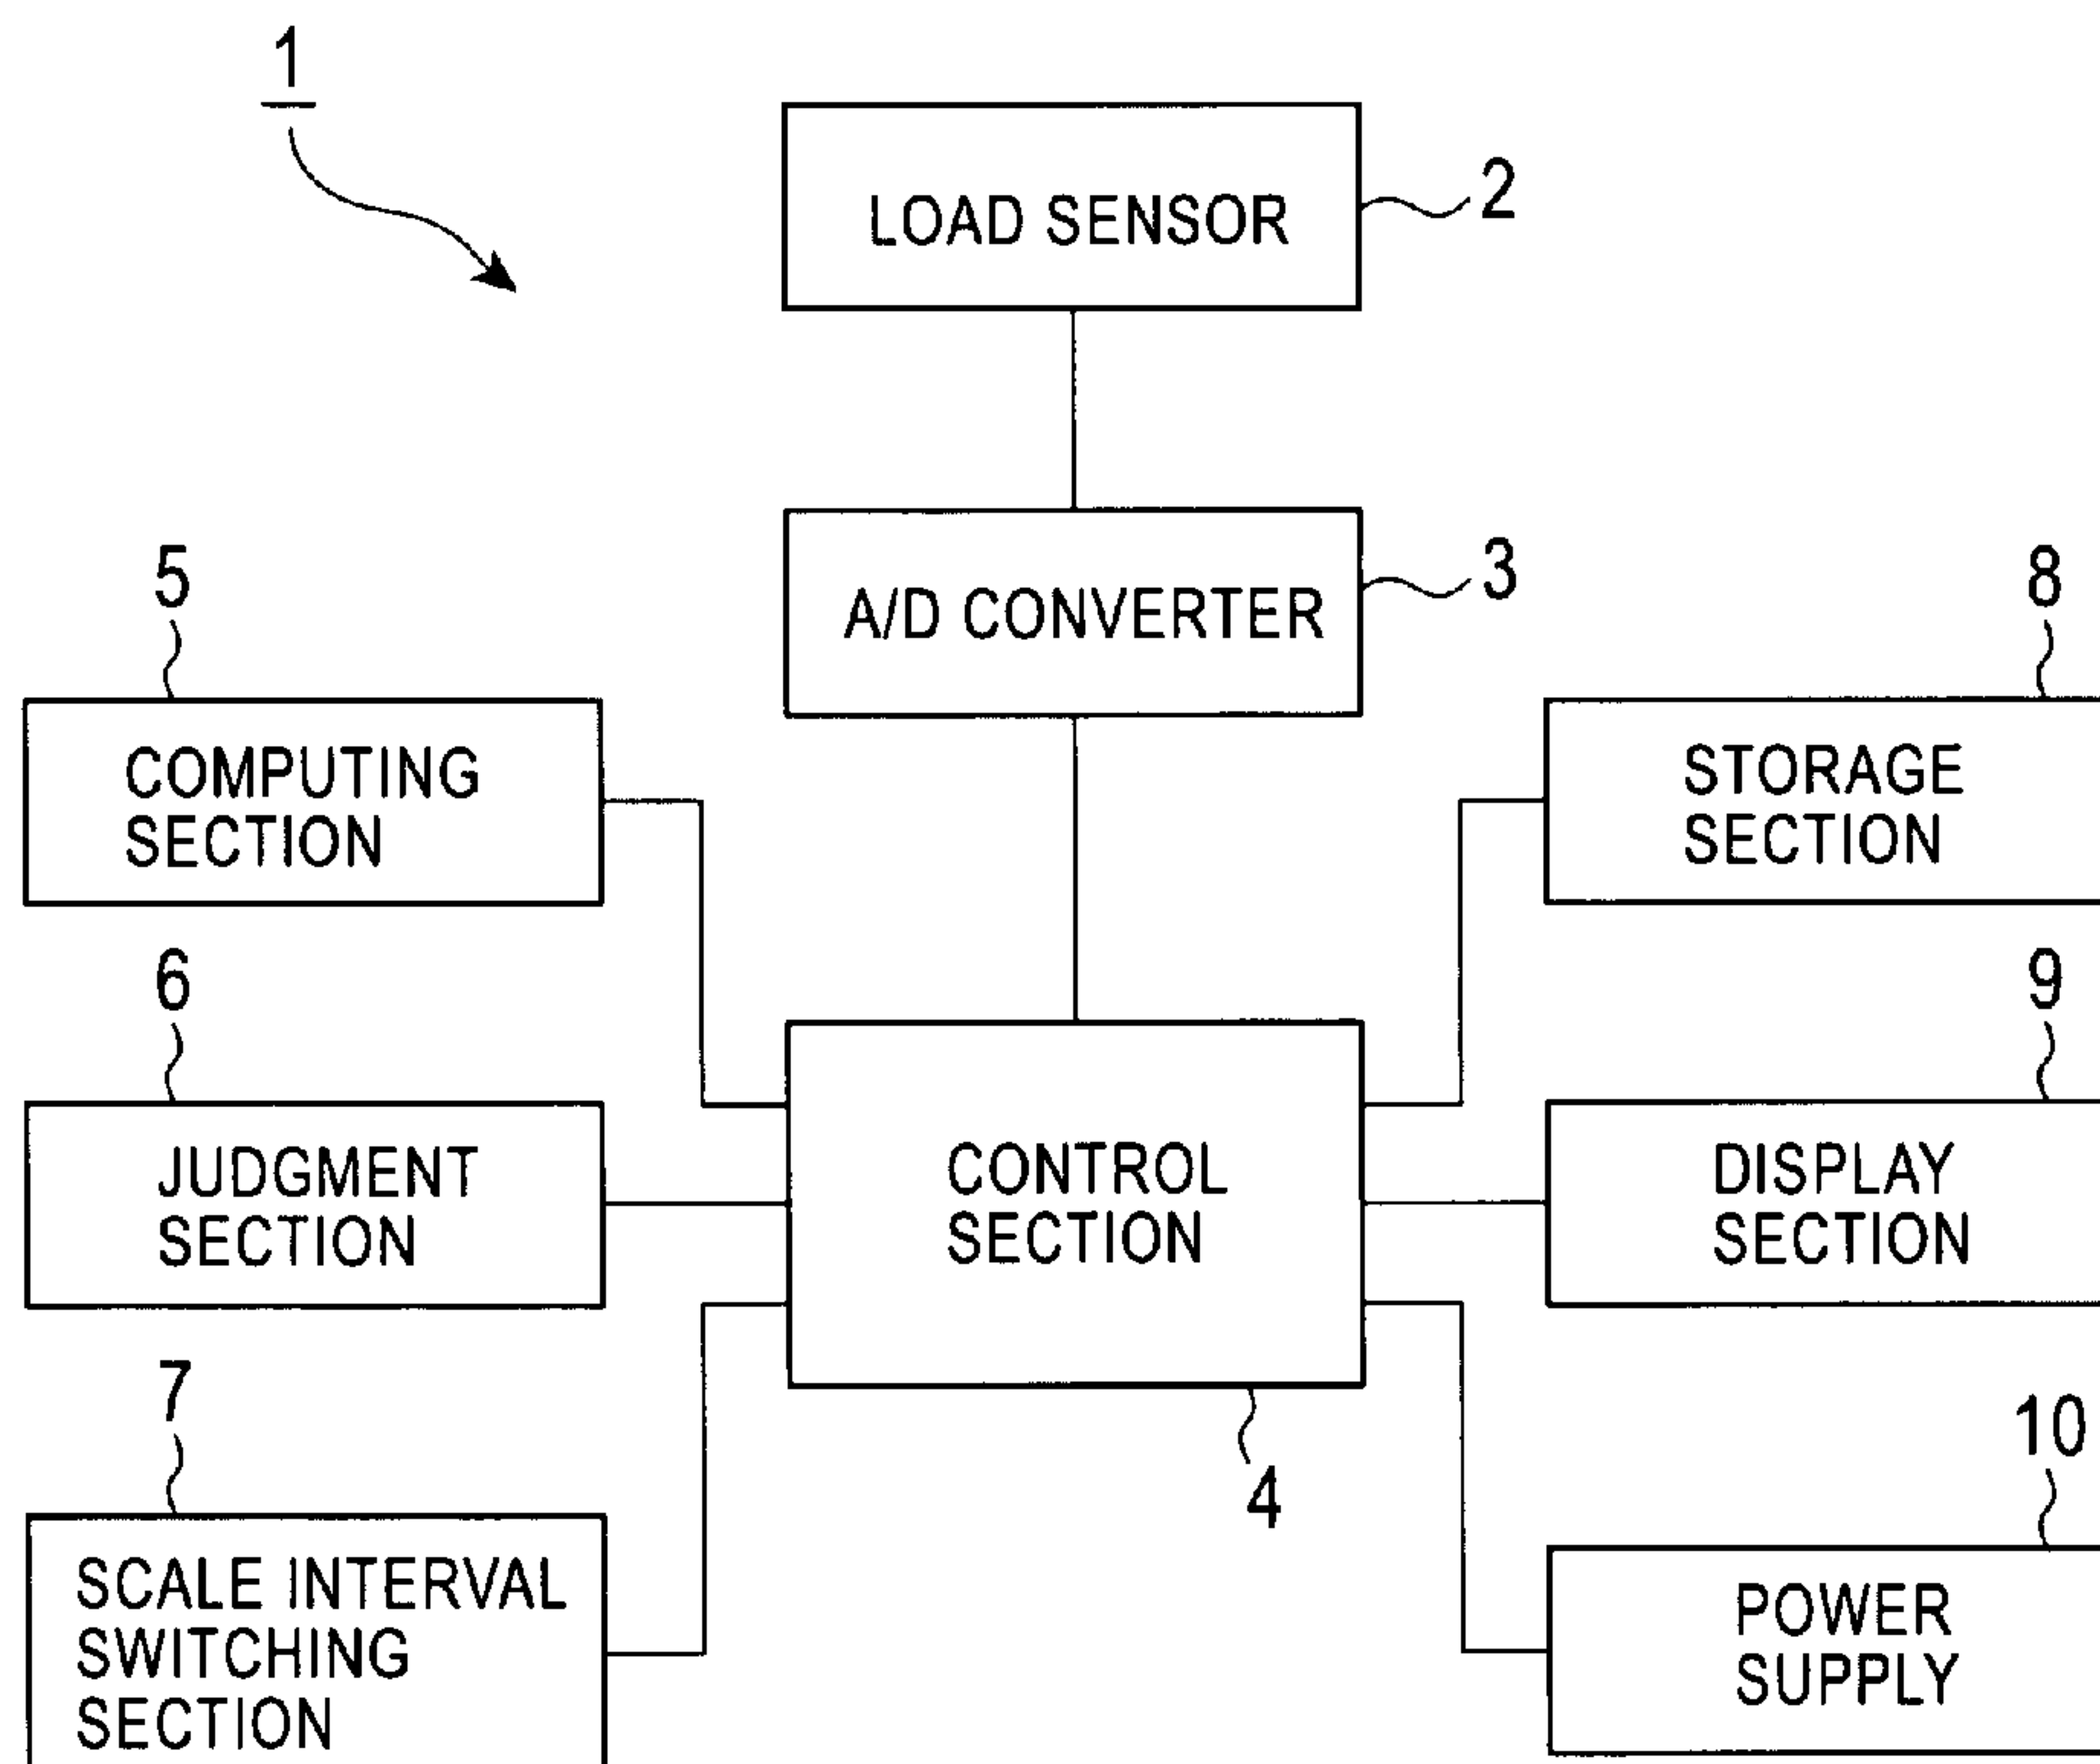 1
LOAD SENSOR
2
A/D CONVERTER
3
5
COMPUTING
SECTION
8
STORAGE
SECTION
6
JUDGMENT
SECTION
CONTROL
SECTION
4
9
DISPLAY
SECTION
7
SCALE INTERVAL
SWITCHING
SECTION
10
POWER
SUPPLY